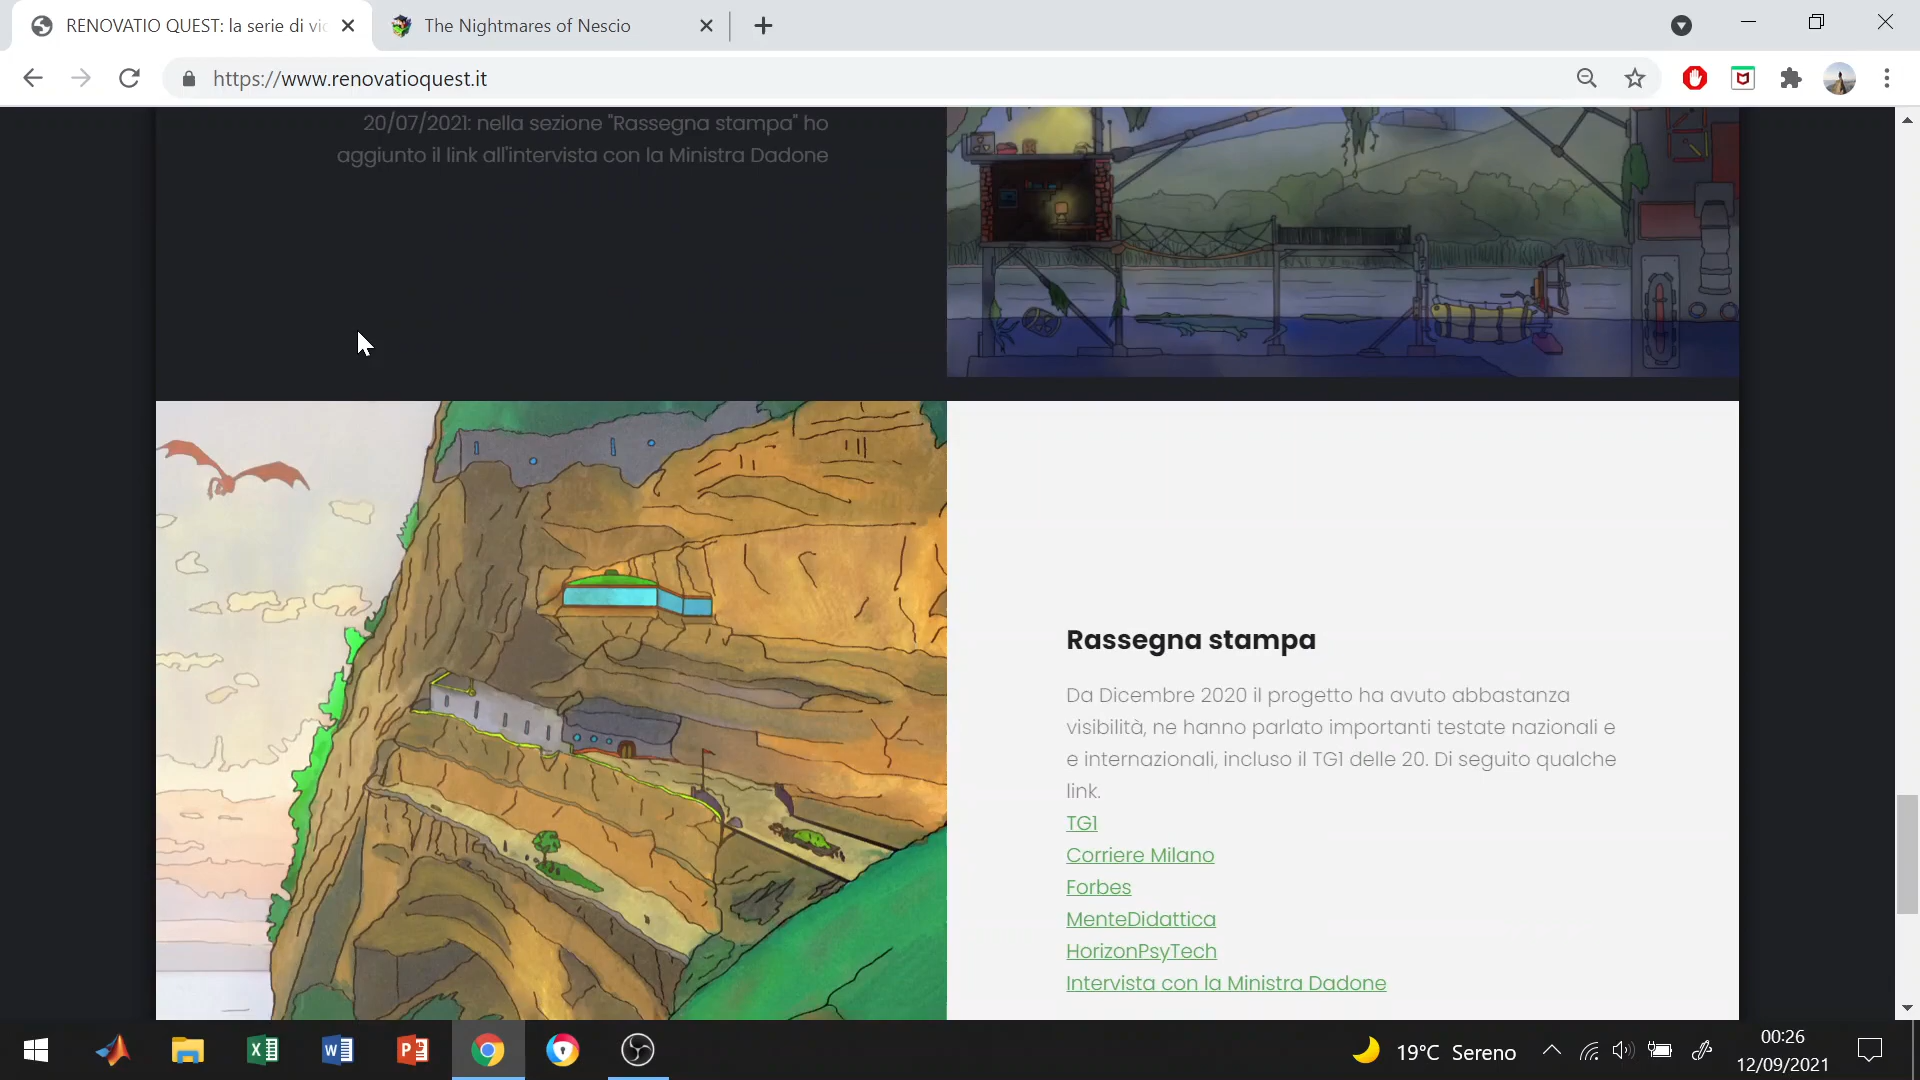 RENOVATIO QUEST: la serie di vic
The Nightmares of Nescio
https://www.renovatioquest.it
20/07/2021: nella sezione "Rassegna stampa" ho
aggiunto il link all'intervista con la Ministra Dadone
Rassegna stampa
Da Dicembre 2020 il progetto ha avuto abbastanza
visibilità, ne hanno parlato importanti testate nazionali e
e internazionali, incluso il TG1 delle 20. Di seguito qualche
link.
TG1
Corriere Milano
Forbes
MenteDidattica
HorizonPsyTech
Intervista con la Ministra Dadone
19°C Sereno
00:26
12/09/2021